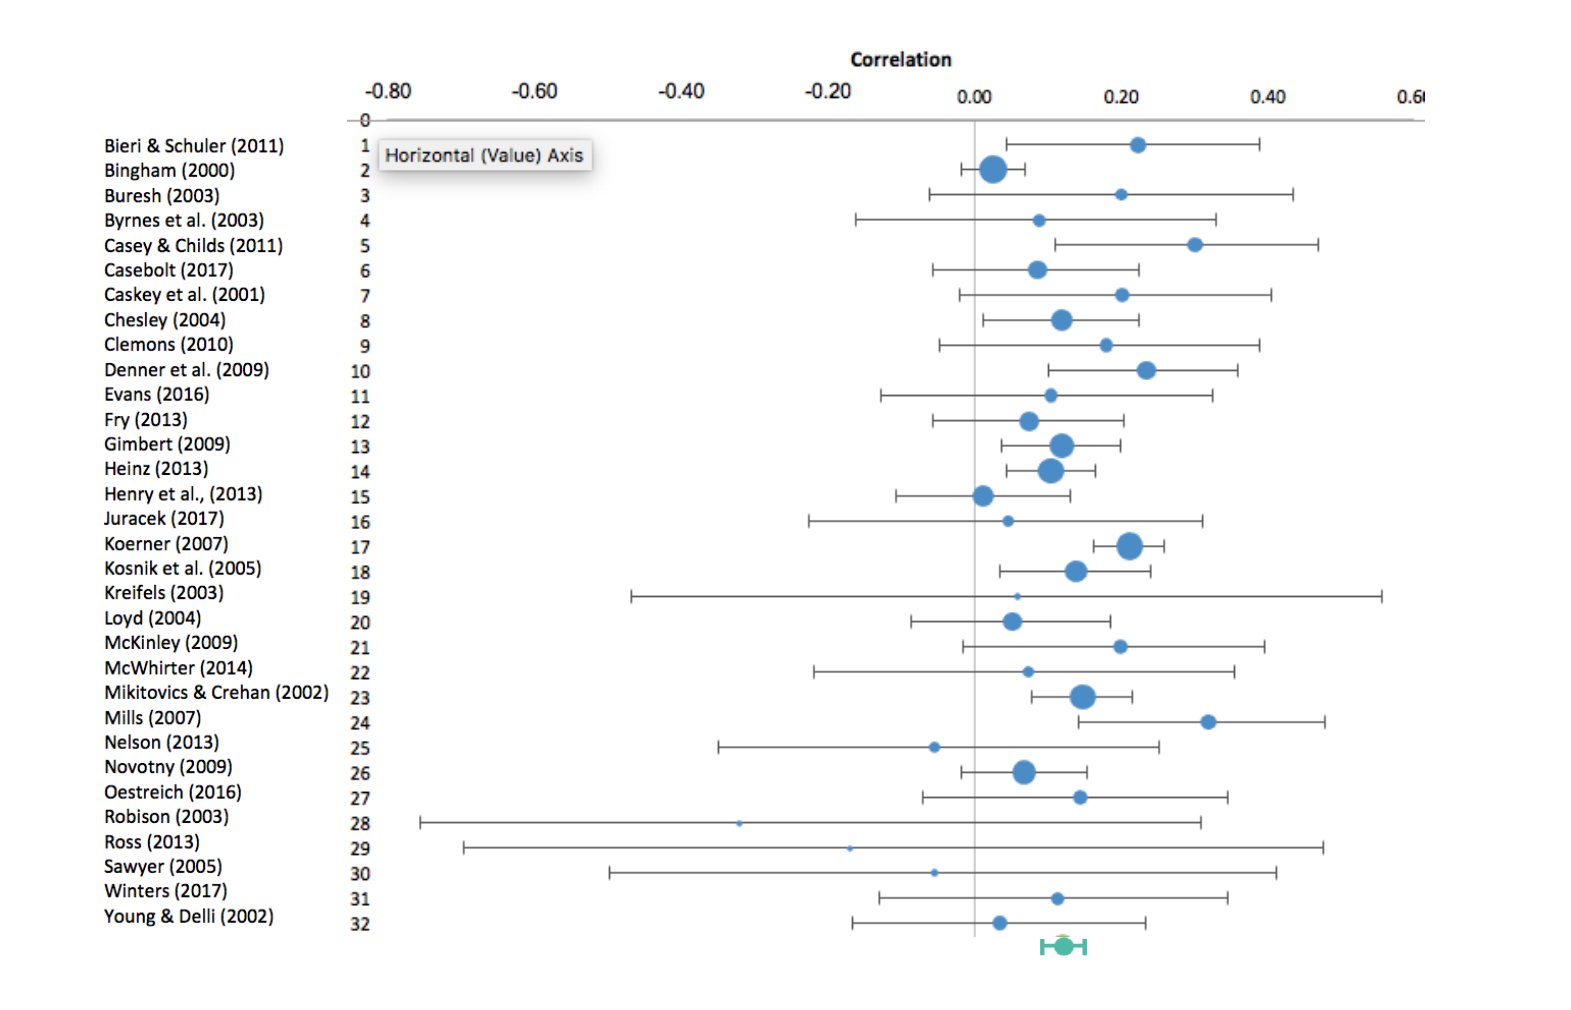 Correlation
-0.80 -0.60 -0.40 -0.20 0.00 0.20 0.40 0.6
0
Bieri & Schuler (2011) 1
Horizontal (Value) Axis
Bingham (2000) 2
Buresh (2003) 3
Byrnes et al. (2003) 4
Casey & Childs (2011) 5
Casebolt (2017) 6
Caskey et al. (2001) 7
Chesley (2004) 8
Clemons (2010) 9
Denner et al. (2009) 10
Evans (2016) 11
Fry (2013) 12
Gimbert (2009) 13
Heinz (2013) 14
Henry et al., (2013) 15
Juracek (2017) 16
Koerner (2007) 17
Kosnik et al. (2005) 18
Kreifels (2003) 19
Loyd (2004) 20
McKinley (2009) 21
McWhirter (2014) 22
Mikitovics & Crehan (2002) 23
Mills (2007) 24
Nelson (2013) 25
Novotny (2009) 26
Oestreich (2016) 27
Robison (2003) 28
Ross (2013) 29
Sawyer (2005) 30
Winters (2017) 31
Young & Delli (2002) 32